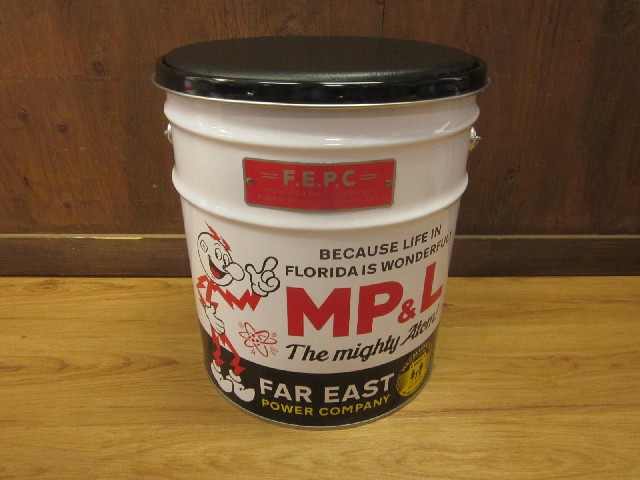 F.E.P.C
BECAUSE LIFE IN
FLORIDA IS WONDERFUL!
MP&L
The mighty Atom!
FAR EAST
POWER COMPANY